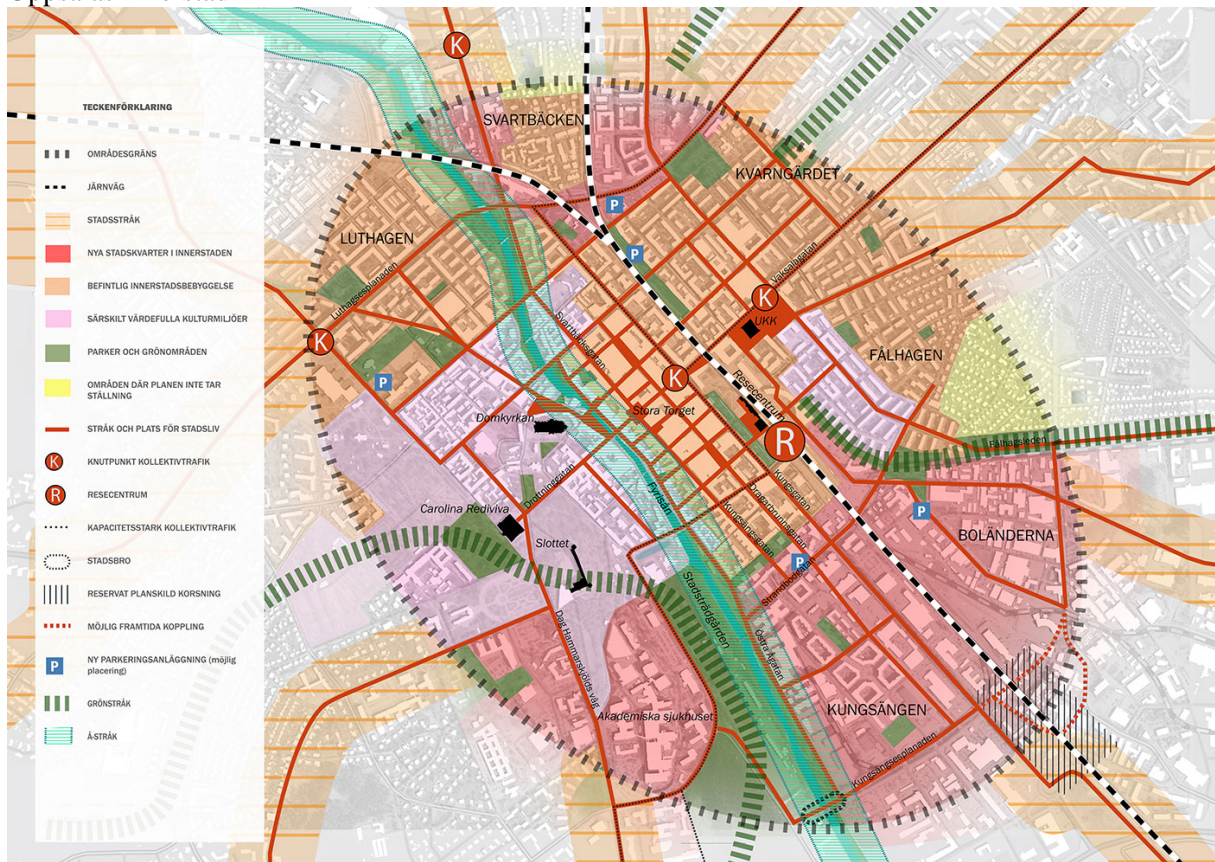 TECKENFÖRKLARING
OMRÅDESGRÄNS
JÄRNVÄG
STADSSTRÅK
NYA STADSKVARTER I INNERSTADEN
BEFINTLIG INNERSTADSBEBYGGELSE
SÄRSKILT VÄRDEFULLA KULTURMILJÖER
PARKER OCH GRÖNOMRÅDEN
OMRÅDEN DÄR PLANEN INTE TAR
STÄLLNING
STRÅK OCH PLATS FÖR STADSLIV
K KNUTPUNKT KOLLEKTIVTRAFIK
R RESECENTRUM
KAPACITETSSTARK KOLLEKTIVTRAFIK
STADSBRO
RESERVAT PLANSKILD KORSNING
MÖJLIG FRAMTIDA KOPPLING
P NY PARKERINGSANLÄGGNING (möjlig
placering)
GRÖNSTRÅK
Å-STRÅK
K
SVARTBÄCKEN
KVARNGÄRDET
P
LUTHAGEN
P
Vaksalagatan
Luthagsesplanaden
K
UKK
Svartbäcksgatan
K
FÅLHAGEN
K
P
Resecentrum
Stora Torget
Domkyrkan
R
Fålhagsleden
Kungsgatan
Drottninggatan
Fyrisån
Dragarbrunnsgatan
Carolina Rediviva
Kungsängsgatan
P
BOLÄNDERNA
Slottet
P
Strandbodgatan
Stadsträdgården
Dag Hammarskjölds väg
Östra Ågatan
Akademiska sjukhuset
KUNGSÄNGEN
Kungsängsesplanaden